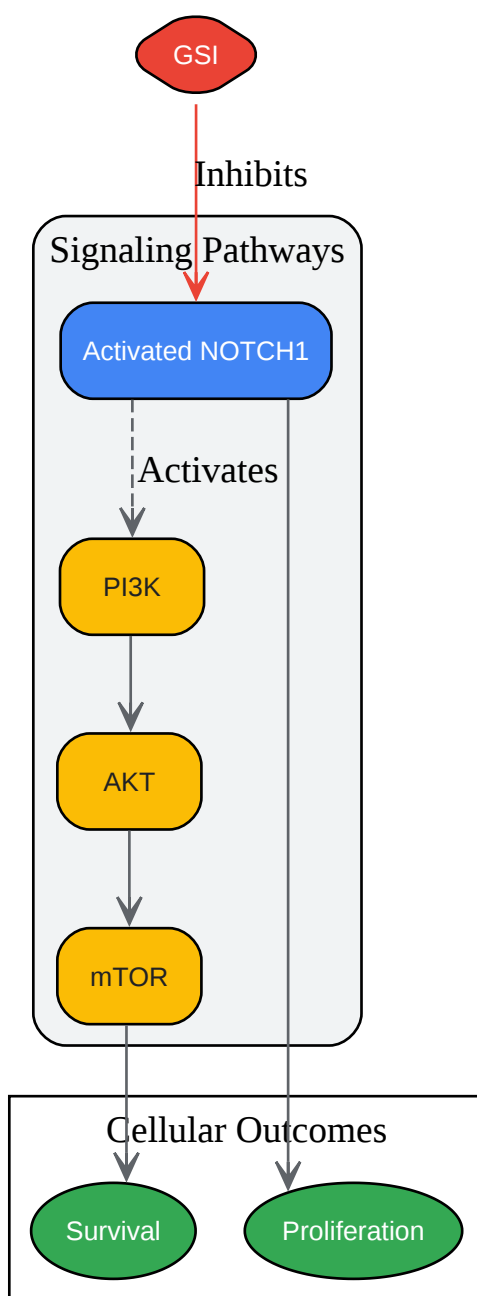 GSI
Inhibits
Signaling Pathways
Activated NOTCH1
Activates
PI3K
AKT
mTOR
Cellular Outcomes
Survival
Proliferation